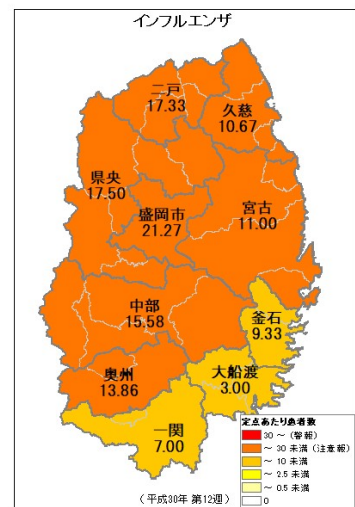 インフルエンザ
二戸
17.33
久慈
10.67
県央
17.50
盛岡市
21.27
宮古
11.00
中部
15.58
釜石
9.33
奥州
13.86
大船渡
3.00
一関
7.00
定点あたり患者数
30 ～ (警報)
～ 30 未満 (注意報)
～ 10 未満
～ 2.5 未満
～ 0.5 未満
0
(平成30年 第12週)